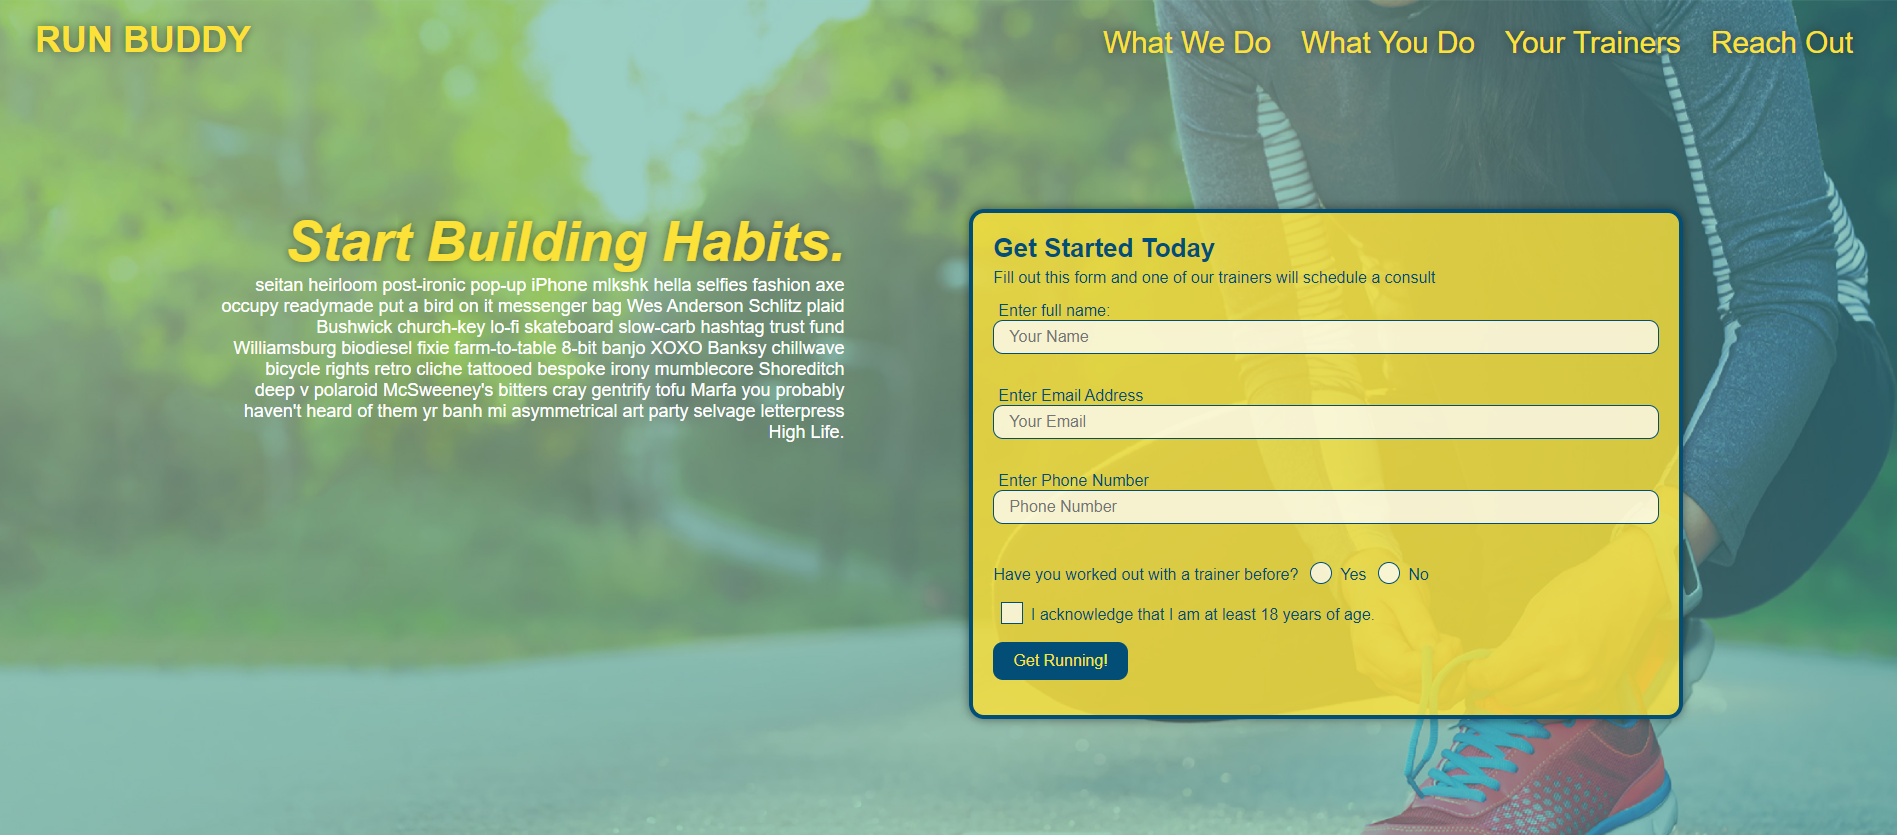 RUN BUDDY
What We Do What You Do Your Trainers Reach Out
Start Building Habits.
seitan heirloom post-ironic pop-up iPhone mlkshk hella selfies fashion axe
occupy readymade put a bird on it messenger bag Wes Anderson Schlitz plaid
Bushwick church-key lo-fi skateboard slow-carb hashtag trust fund
Williamsburg biodiesel fixie farm-to-table 8-bit banjo XOXO Banksy chillwave
bicycle rights retro cliche tattooed bespoke irony mumblecore Shoreditch
deep v polaroid McSweeney's bitters cray gentrify tofu Marfa you probably
haven't heard of them yr banh mi asymmetrical art party selvage letterpress
High Life.
Get Started Today
Fill out this form and one of our trainers will schedule a consult
Enter full name:
Your Name
Enter Email Address
Your Email
Enter Phone Number
Phone Number
Have you worked out with a trainer before? Yes No
I acknowledge that I am at least 18 years of age.
Get Running!